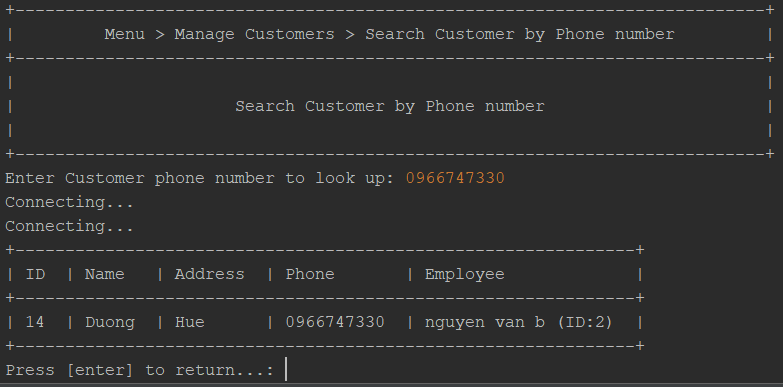 +---------------------------------------------------------------------------+
| Menu > Manage Customers > Search Customer by Phone number |
+---------------------------------------------------------------------------+
| |
| Search Customer by Phone number |
| |
+---------------------------------------------------------------------------+
Enter Customer phone number to look up: 0966747330
Connecting...
Connecting...
+--------------------------------------------------------------+
| ID | Name | Address | Phone | Employee |
+--------------------------------------------------------------+
| 14 | Duong | Hue | 0966747330 | nguyen van b (ID:2) |
+--------------------------------------------------------------+
Press [enter] to return...: